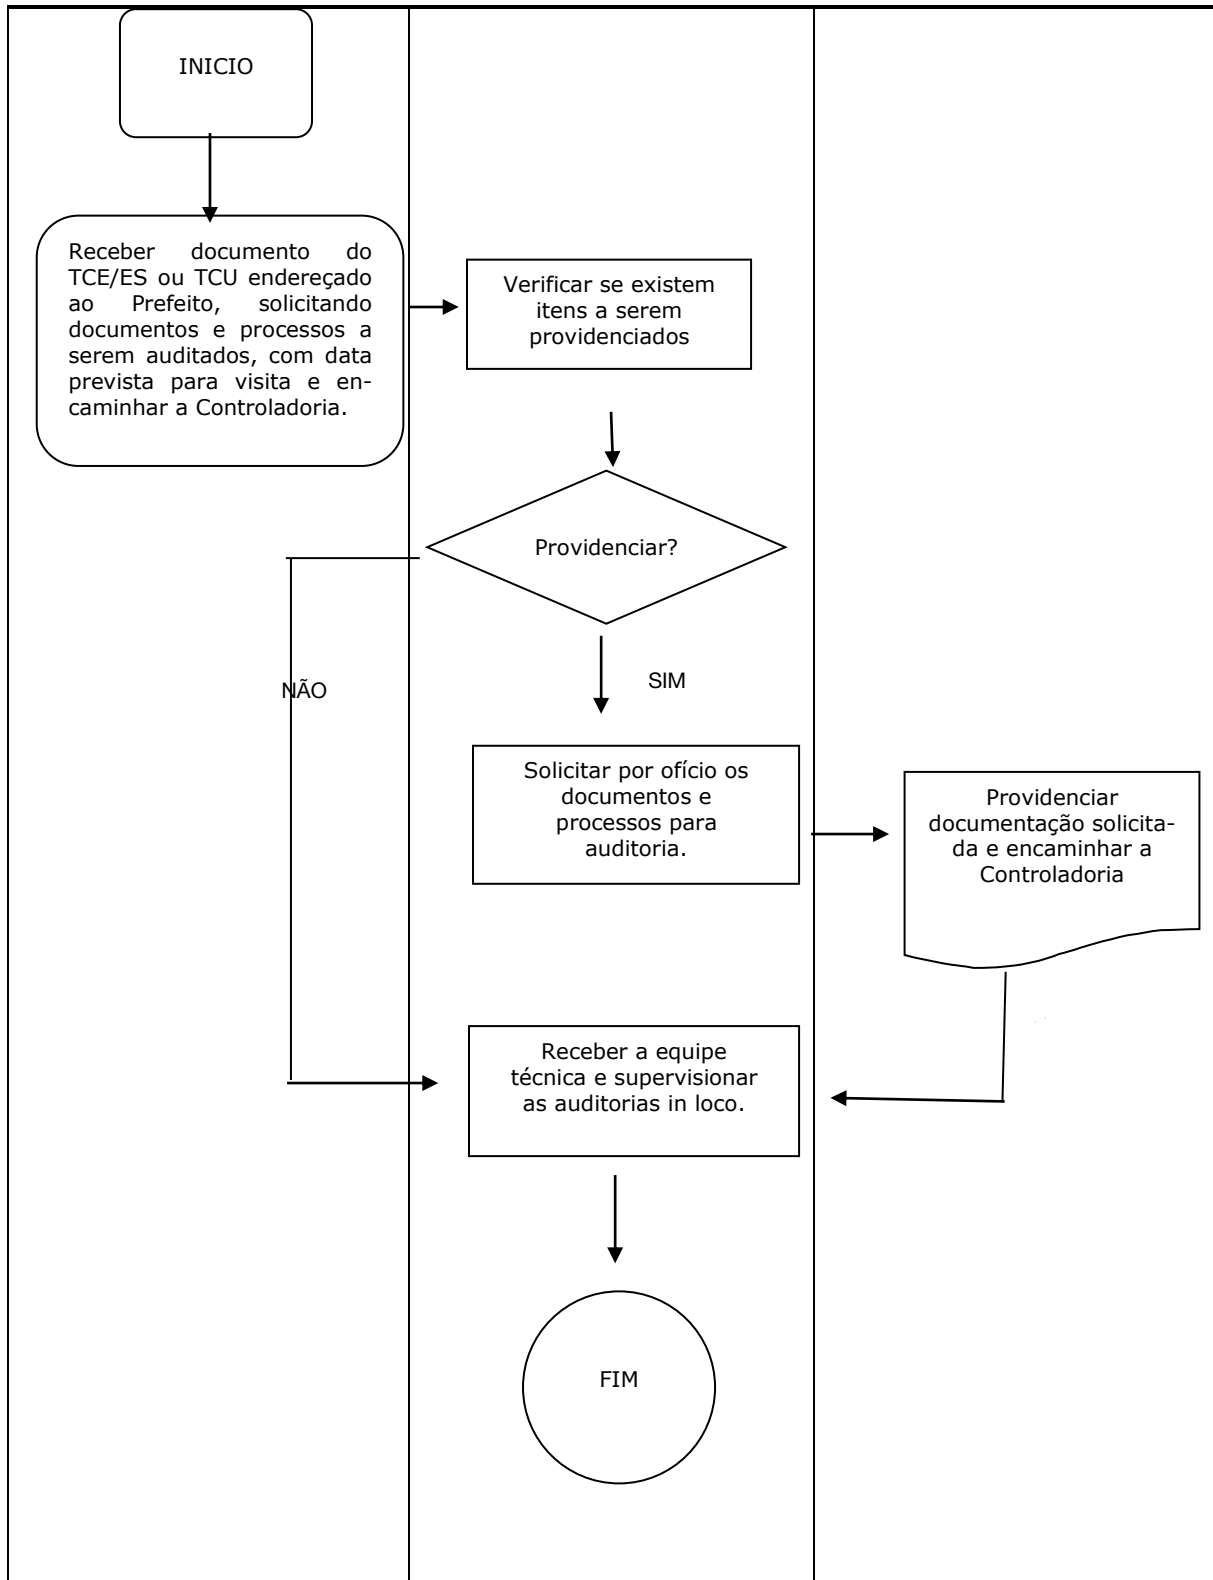 INICIO
Receber documento do
TCE/ES ou TCU endereçado
ao Prefeito, solicitando
documentos e processos a
serem auditados, com data
prevista para visita e en-
caminhar a Controladoria.
Verificar se existem
itens a serem
providenciados
Providenciar?
NÃO
SIM
Solicitar por ofício os
documentos e
processos para
auditoria.
Providenciar
documentação solicita-
da e encaminhar a
Controladoria
Receber a equipe
técnica e supervisionar
as auditorias in loco.
FIM